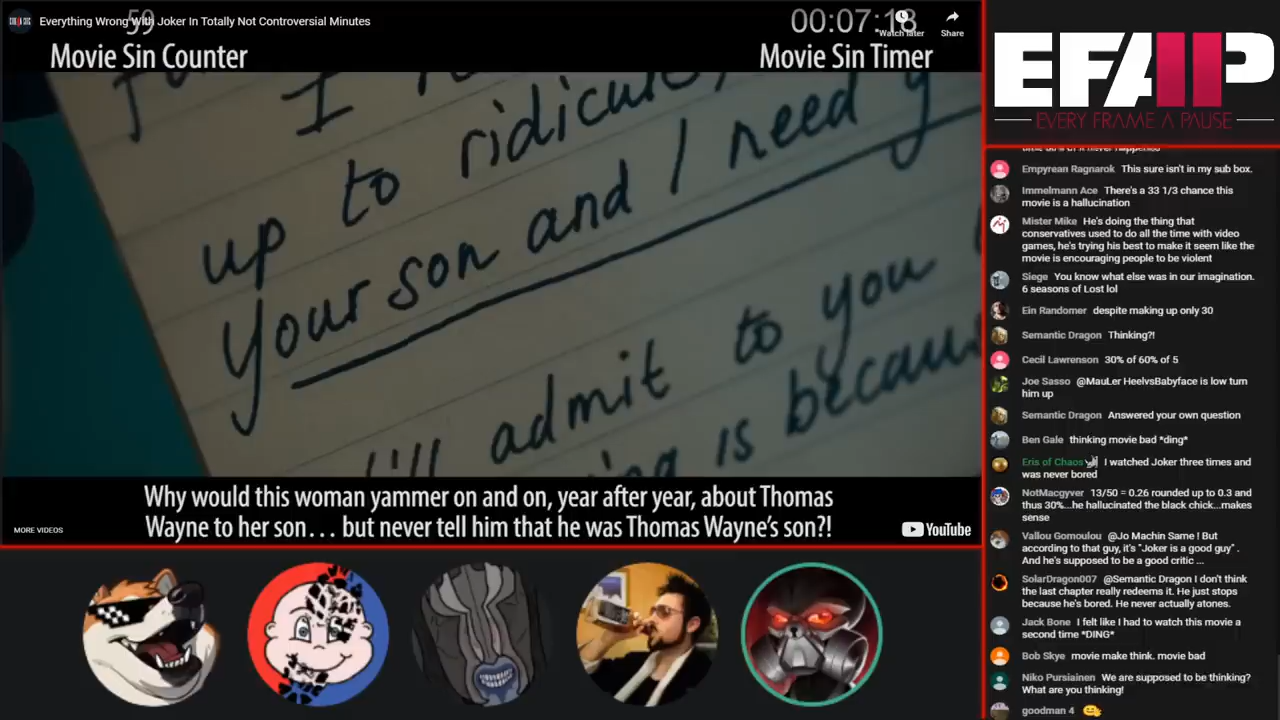 Everything Wrong With Joker In Totally Not Controversial Minutes
59
00:07:18
Watch later
Share
Movie Sin Counter
Movie Sin Timer
I
up to ridicule,
your son and I need
I'll admit to you
is because
Why would this woman yammer on and on, year after year, about Thomas
Wayne to her son... but never tell him that he was Thomas Wayne's son?!
MORE VIDEOS
YouTube
EFAP
EVERY FRAME A PAUSE
Empyrean Ragnarok This sure isn't in my sub box.
Immelmann Ace There's a 33 1/3 chance this
movie is a hallucination
Mister Mike He's doing the thing that
conservatives used to do all the time with video
games, he's trying his best to make it seem like the
movie is encouraging people to be violent
Siege You know what else was in our imagination.
6 seasons of Lost lol
Ein Randomer despite making up only 30
Semantic Dragon Thinking?!
Cecil Lawrenson 30% of 60% of 5
Joe Sasso @MauLer HeelvsBabyface is low turn
him up
Semantic Dragon Answered your own question
Ben Gale thinking movie bad *ding*
Eris of Chaos I watched Joker three times and
was never bored
NotMacgyver 13/50 = 0.26 rounded up to 0.3 and
thus 30%...he hallucinated the black chick...makes
sense
Vallou Gomoulou @Jo Machin Same ! But
according to that guy, it's "Joker is a good guy" .
And he's supposed to be a good critic ...
SolarDragon007 @Semantic Dragon I don't think
the last chapter really redeems it. He just stops
because he's bored. He never actually atones.
Jack Bone I felt like I had to watch this movie a
second time *DING*
Bob Skye movie make think. movie bad
Niko Pursiainen We are supposed to be thinking?
What are you thinking!
goodman 4